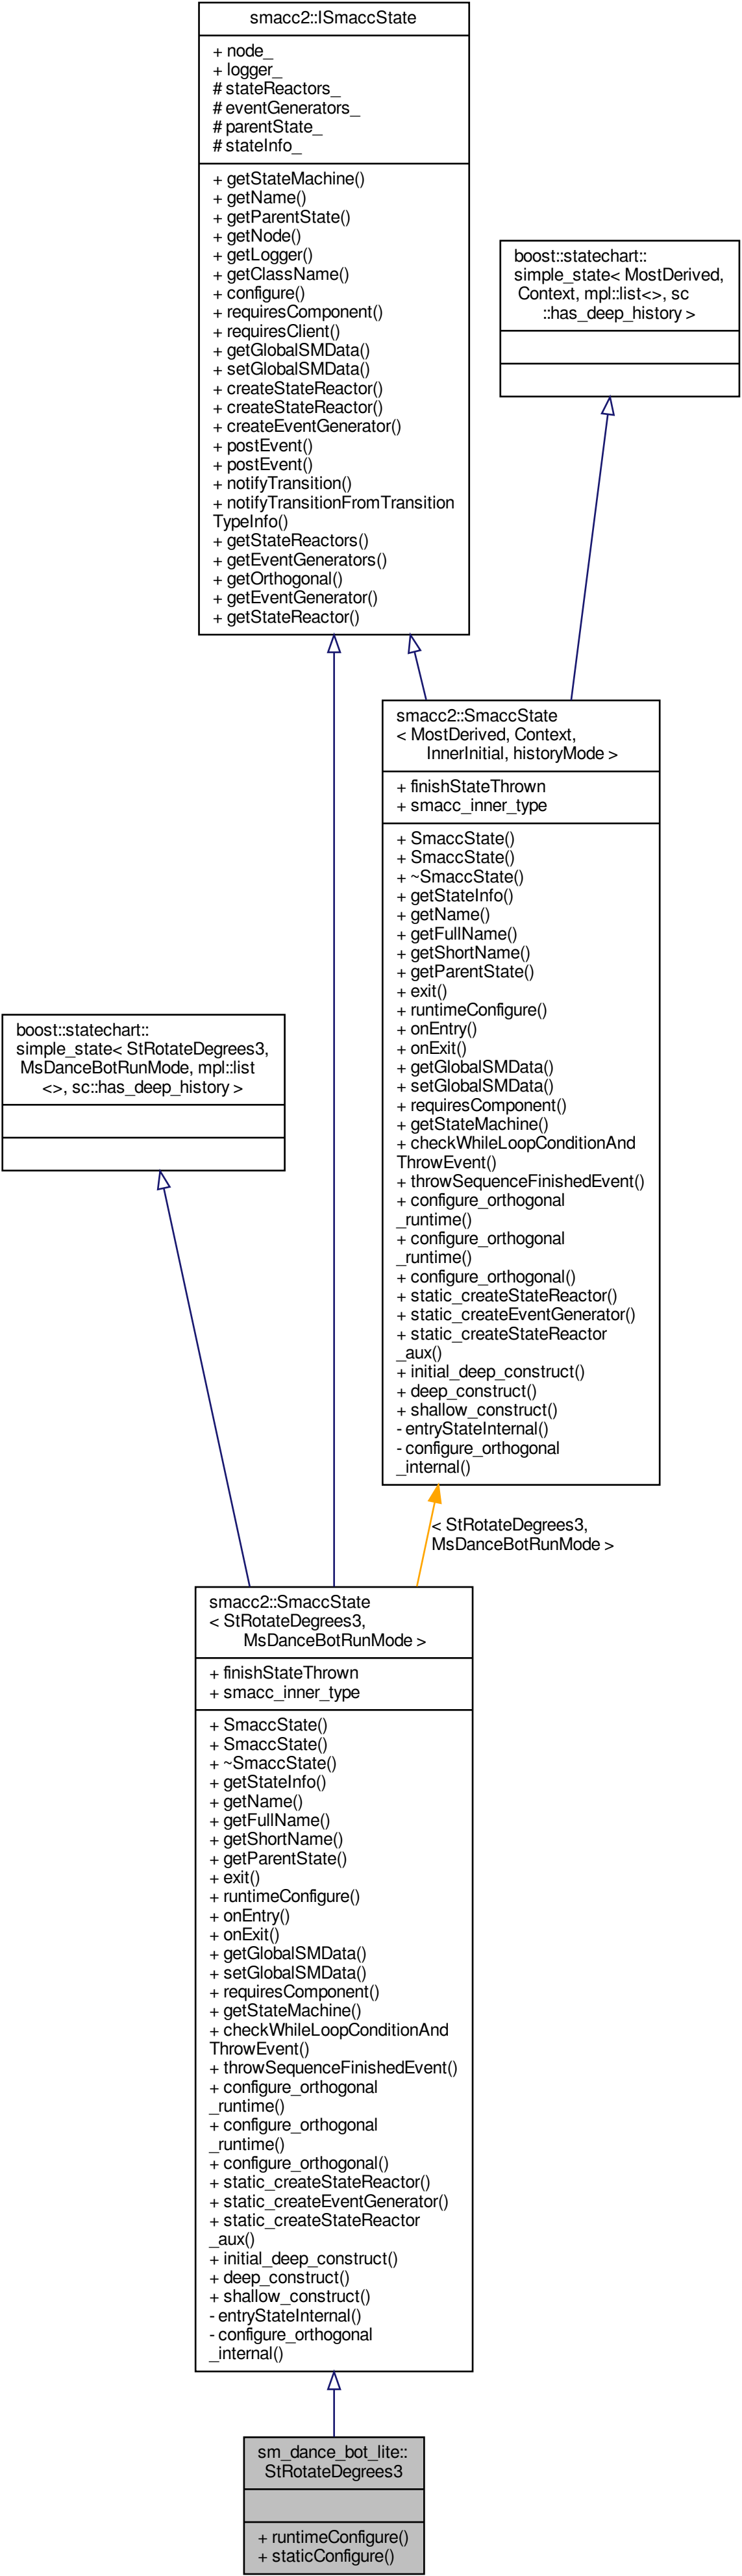 smacc2::ISmaccState
+ node_
+ logger_
# stateReactors_
# eventGenerators_
# parentState_
# stateInfo_
+ getStateMachine()
+ getName()
+ getParentState()
+ getNode()
+ getLogger()
+ getClassName()
+ configure()
+ requiresComponent()
+ requiresClient()
+ getGlobalSMData()
+ setGlobalSMData()
+ createStateReactor()
+ createStateReactor()
+ createEventGenerator()
+ postEvent()
+ postEvent()
+ notifyTransition()
+ notifyTransitionFromTransition
TypeInfo()
+ getStateReactors()
+ getEventGenerators()
+ getOrthogonal()
+ getEventGenerator()
+ getStateReactor()
boost::statechart::
simple_state< MostDerived,
Context, mpl::list<>, sc
::has_deep_history >
smacc2::SmaccState
< MostDerived, Context,
InnerInitial, historyMode >
+ finishStateThrown
+ smacc_inner_type
+ SmaccState()
+ SmaccState()
+ ~SmaccState()
+ getStateInfo()
+ getName()
+ getFullName()
+ getShortName()
+ getParentState()
+ exit()
+ runtimeConfigure()
+ onEntry()
+ onExit()
+ getGlobalSMData()
+ setGlobalSMData()
+ requiresComponent()
+ getStateMachine()
+ checkWhileLoopConditionAnd
ThrowEvent()
+ throwSequenceFinishedEvent()
+ configure_orthogonal
_runtime()
+ configure_orthogonal
_runtime()
+ configure_orthogonal()
+ static_createStateReactor()
+ static_createEventGenerator()
+ static_createStateReactor
_aux()
+ initial_deep_construct()
+ deep_construct()
+ shallow_construct()
- entryStateInternal()
- configure_orthogonal
_internal()
boost::statechart::
simple_state< StRotateDegrees3,
MsDanceBotRunMode, mpl::list
<>, sc::has_deep_history >
< StRotateDegrees3,
MsDanceBotRunMode >
smacc2::SmaccState
< StRotateDegrees3,
MsDanceBotRunMode >
+ finishStateThrown
+ smacc_inner_type
+ SmaccState()
+ SmaccState()
+ ~SmaccState()
+ getStateInfo()
+ getName()
+ getFullName()
+ getShortName()
+ getParentState()
+ exit()
+ runtimeConfigure()
+ onEntry()
+ onExit()
+ getGlobalSMData()
+ setGlobalSMData()
+ requiresComponent()
+ getStateMachine()
+ checkWhileLoopConditionAnd
ThrowEvent()
+ throwSequenceFinishedEvent()
+ configure_orthogonal
_runtime()
+ configure_orthogonal
_runtime()
+ configure_orthogonal()
+ static_createStateReactor()
+ static_createEventGenerator()
+ static_createStateReactor
_aux()
+ initial_deep_construct()
+ deep_construct()
+ shallow_construct()
- entryStateInternal()
- configure_orthogonal
_internal()
sm_dance_bot_lite::
StRotateDegrees3
+ runtimeConfigure()
+ staticConfigure()